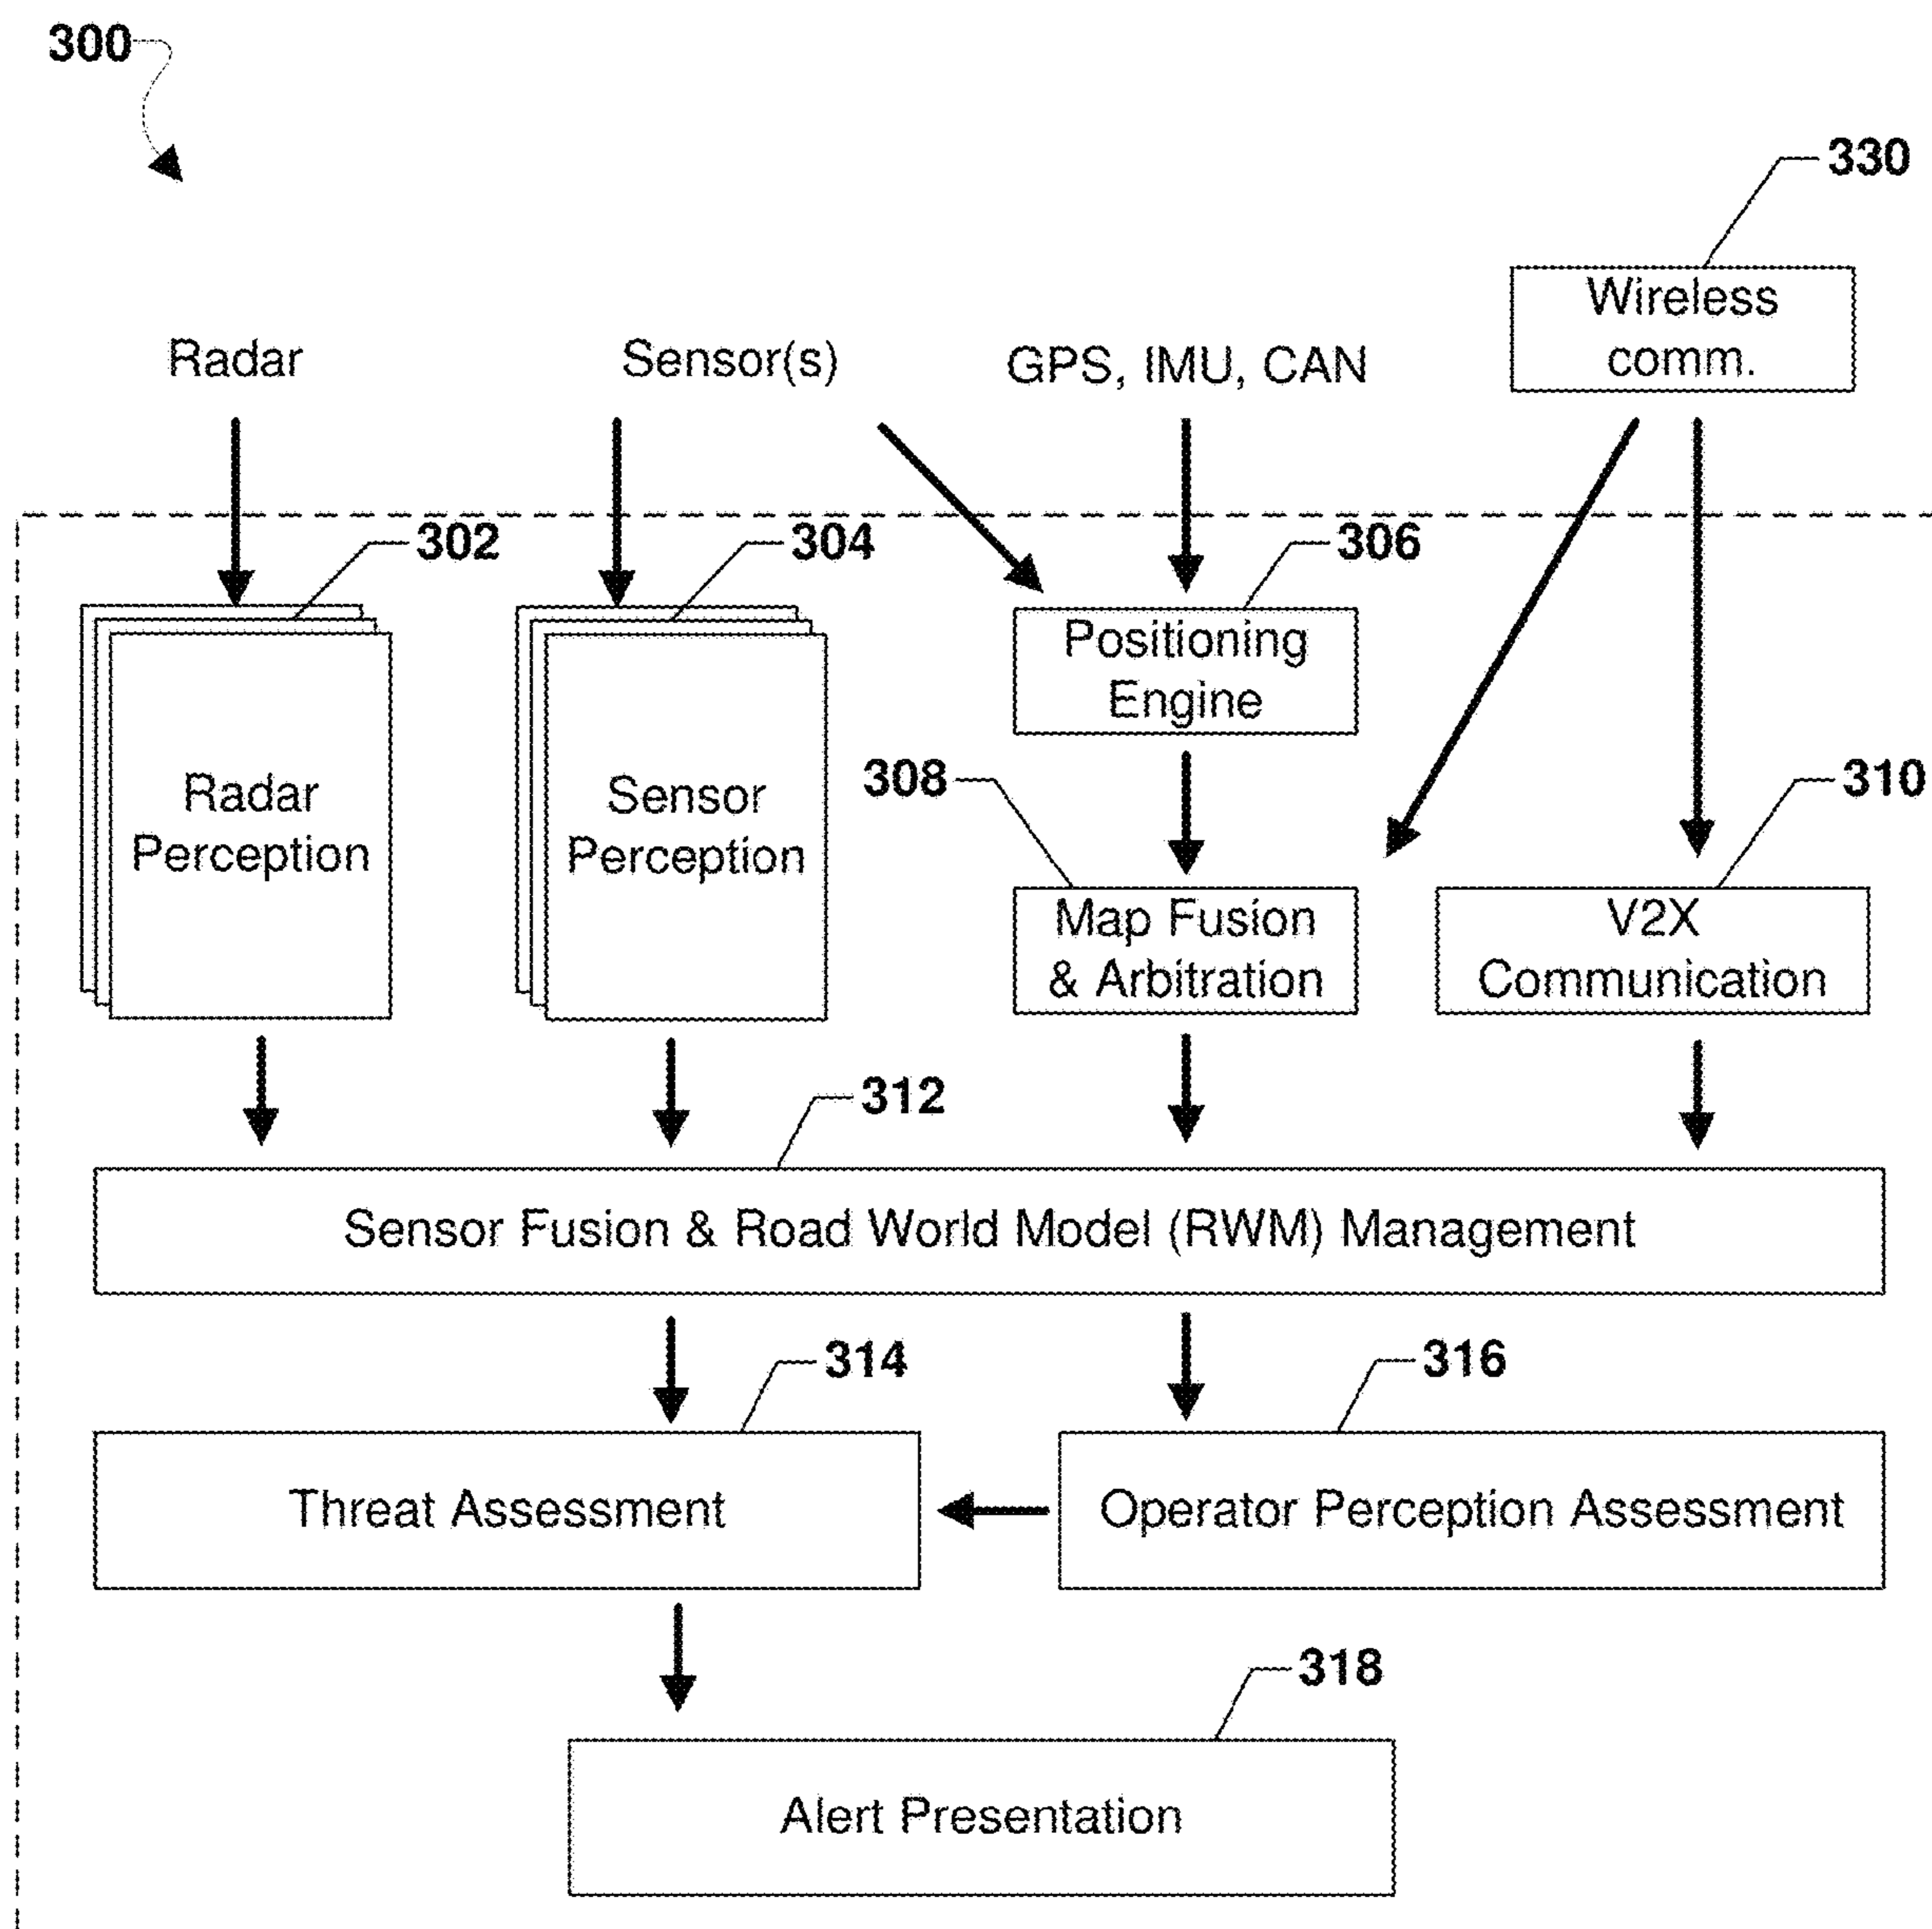 300
330
Wireless
comm.
Radar
Sensor(s)
GPS, IMU, CAN
302
304
306
Positioning
Engine
Radar
Perception
Sensor
Perception
308
310
Map Fusion
& Arbitration
V2X
Communication
312
Sensor Fusion & Road World Model (RWM) Management
314
316
Threat Assessment
Operator Perception Assessment
318
Alert Presentation